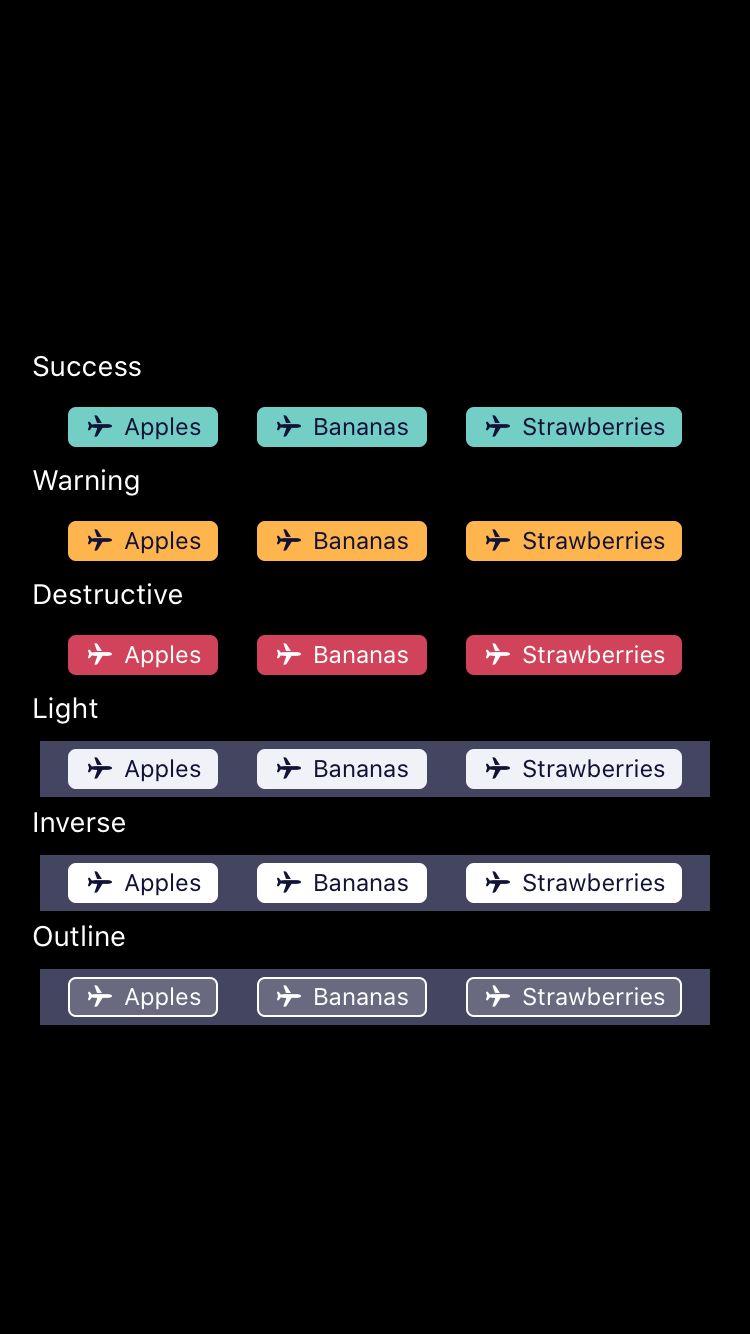 Success
Apples Bananas Strawberries
Warning
Apples Bananas Strawberries
Destructive
Apples Bananas Strawberries
Light
Apples Bananas Strawberries
Inverse
Apples Bananas Strawberries
Outline
Apples Bananas Strawberries